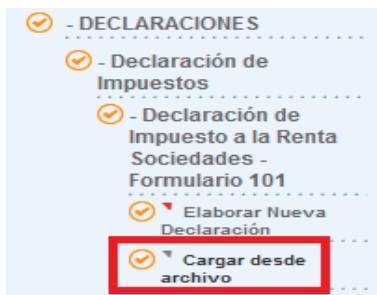 - DECLARACIONES
- Declaración de
Impuestos
- Declaración de
Impuesto a la Renta
Sociedades -
Formulario 101
Elaborar Nueva
Declaración
Cargar desde
archivo